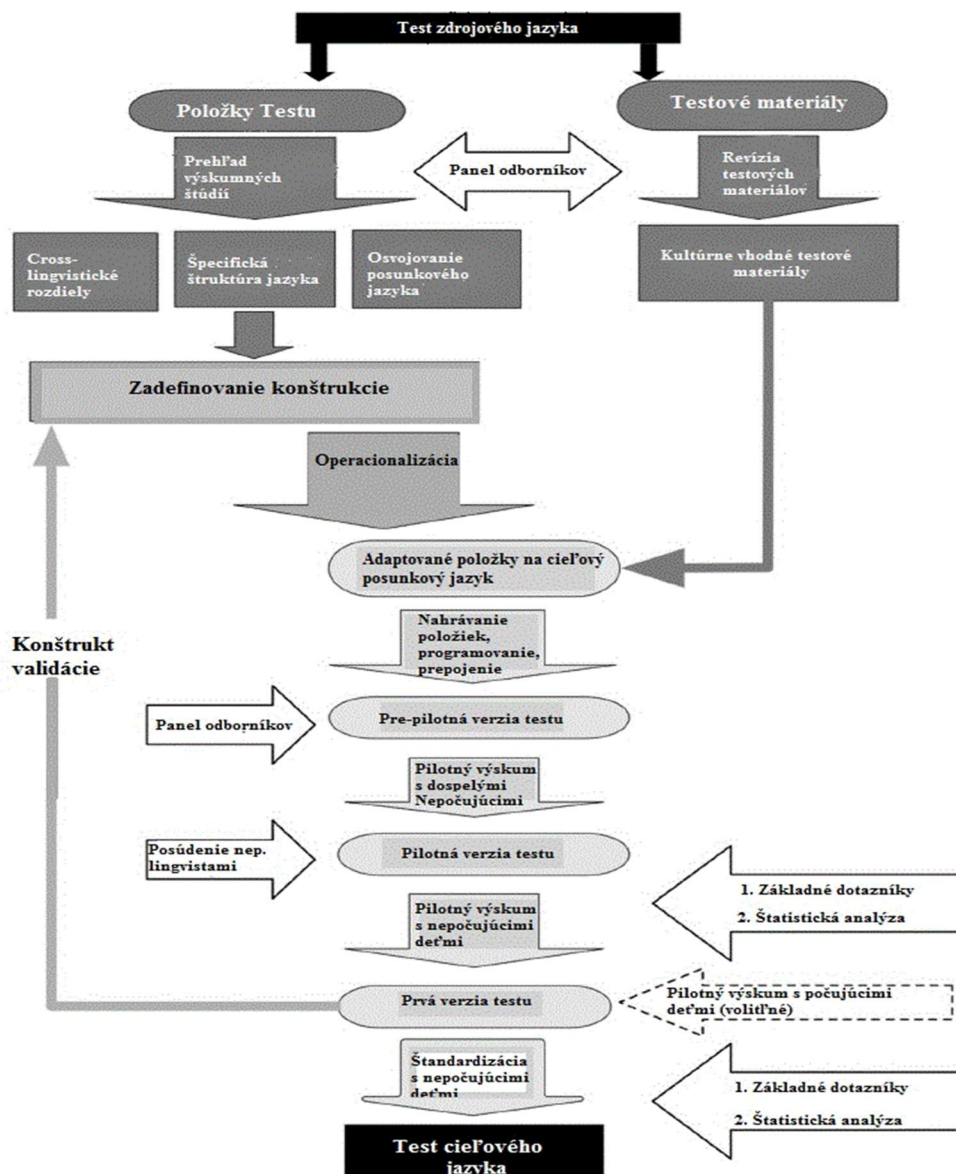 Test zdrojového jazyka
Položky Testu
Testové materiály
Prehľad
výskumných
štúdií
Panel odborníkov
Revízia
testových
materiálov
Cross-
lingvistické
rozdiely
Špecifická
štruktúra jazyka
Osvojovanie
posunkového
jazyka
Kultúrne vhodné testové
materiály
Zadefinovanie konštrukcie
Operacionalizácia
Adaptované položky na cieľový
posunkový jazyk
Nahrávanie
položiek,
programovanie,
prepojenie
Konštrukt
validácie
Panel odborníkov
Pre-pilotná verzia testu
Pilotný výskum
s dospelými
Nepočujúcimi
Posúdenie nep.
lingvistami
Pilotná verzia testu
1. Základné dotazníky
2. Štatistická analýza
Pilotný výskum
s nepočujúcimi
deťmi
Prvá verzia testu
Pilotný výskum s počujúcimi
deťmi (volitľné)
Štandardizácia
s nepočujúcimi
deťmi
1. Základné dotazníky
2. Štatistická analýza
Test cieľového
jazyka